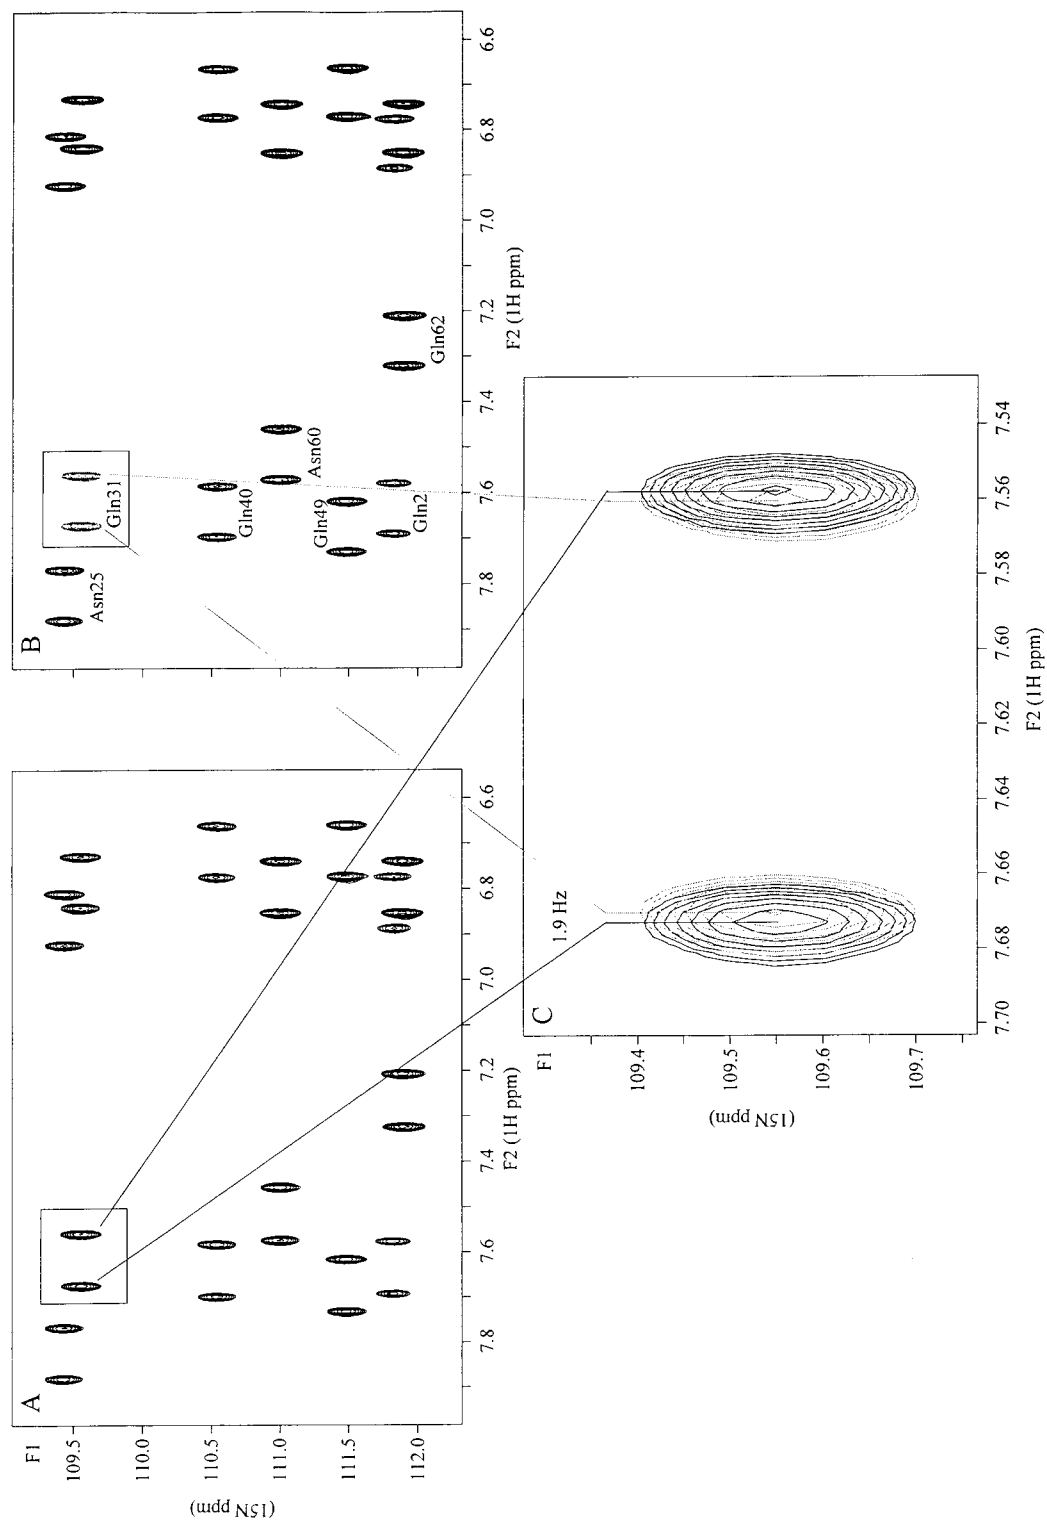 A
F1
109.5
110.0
110.5
111.0
111.5
112.0
(15N ppm)
7.8
7.6
7.4
7.2
7.0
6.8
6.6
F2 (1H ppm)
B
Asn25
Gln31
Gln40
Asn60
Gln49
Gln2
Gln62
7.8
7.6
7.4
7.2
7.0
6.8
6.6
F2 (1H ppm)
C
1.9 Hz
F1
109.4
109.5
109.6
109.7
(15N ppm)
7.70
7.68
7.66
7.64
7.62
7.60
7.58
7.56
7.54
F2 (1H ppm)